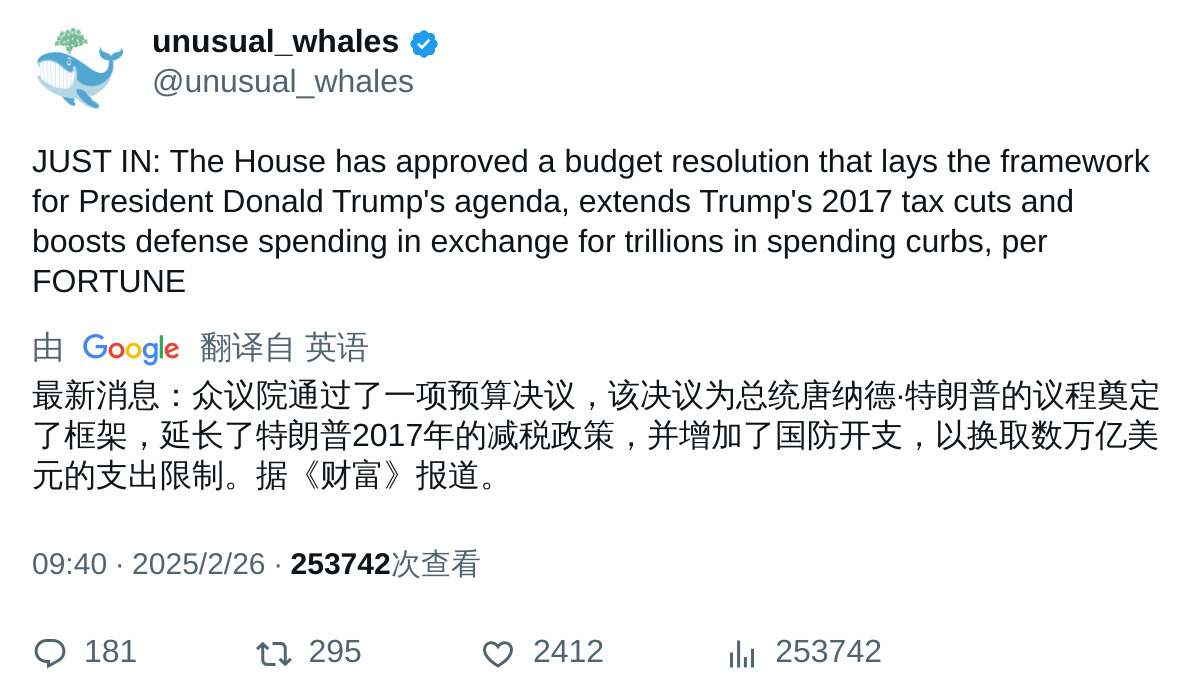 unusual_whales
@unusual_whales
JUST IN: The House has approved a budget resolution that lays the framework
for President Donald Trump's agenda, extends Trump's 2017 tax cuts and
boosts defense spending in exchange for trillions in spending curbs, per
FORTUNE
由 Google 翻译自 英语
最新消息：众议院通过了一项预算决议，该决议为总统唐纳德·特朗普的议程奠定
了框架，延长了特朗普2017年的减税政策，并增加了国防开支，以换取数万亿美
元的支出限制。据《财富》报道。
09:40 · 2025/2/26 · 253742次查看
181 295 2412 253742